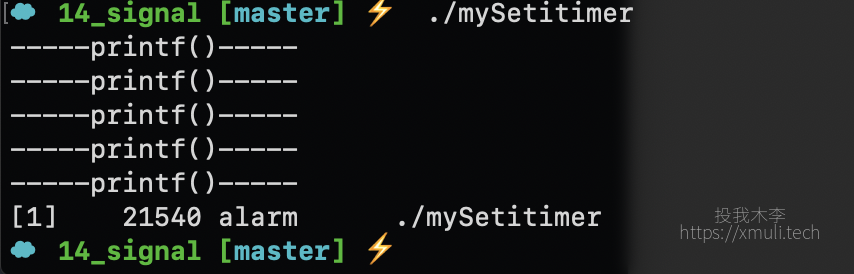 [ 14_signal [master] ⚡ ./mySetitimer
-----printf()-----
-----printf()-----
-----printf()-----
-----printf()-----
-----printf()-----
[1]    21540 alarm      ./mySetitimer
14_signal [master] ⚡
投我木李
https://xmuli.tech